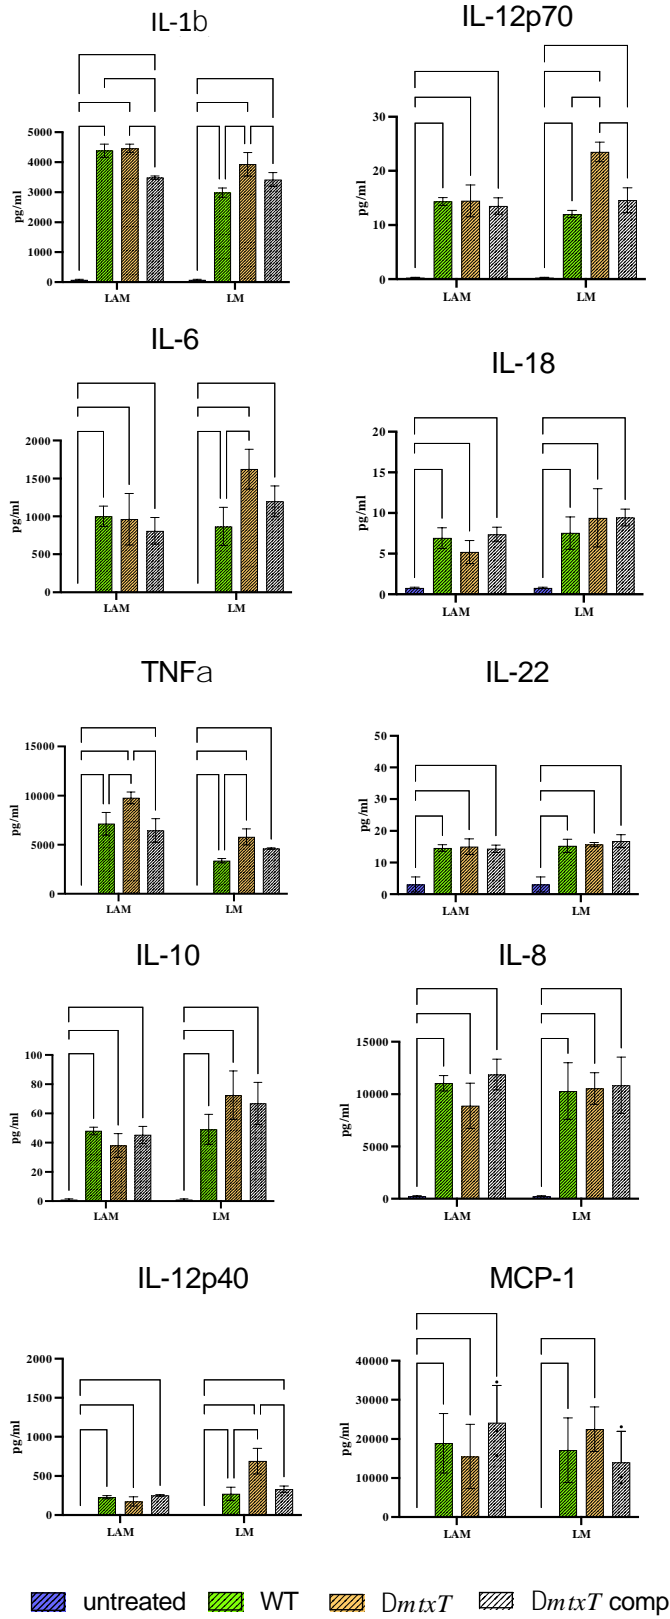 IL-1b
5000
4000
3000
2000
1000
0
pg/ml
LAM
LM
IL-12p70
30
20
10
0
pg/ml
LAM
LM
IL-6
2000
1500
1000
500
0
pg/ml
LAM
LM
IL-18
20
15
10
5
0
pg/ml
LAM
LM
TNFa
15000
10000
5000
0
pg/ml
LAM
LM
IL-22
50
40
30
20
10
0
pg/ml
LAM
LM
IL-10
100
80
60
40
20
0
pg/ml
LAM
LM
IL-8
15000
10000
5000
0
pg/ml
LAM
LM
IL-12p40
2000
1500
1000
500
0
pg/ml
LAM
LM
MCP-1
40000
30000
20000
10000
0
pg/ml
LAM
LM
untreated WT DmtxT DmtxT comp